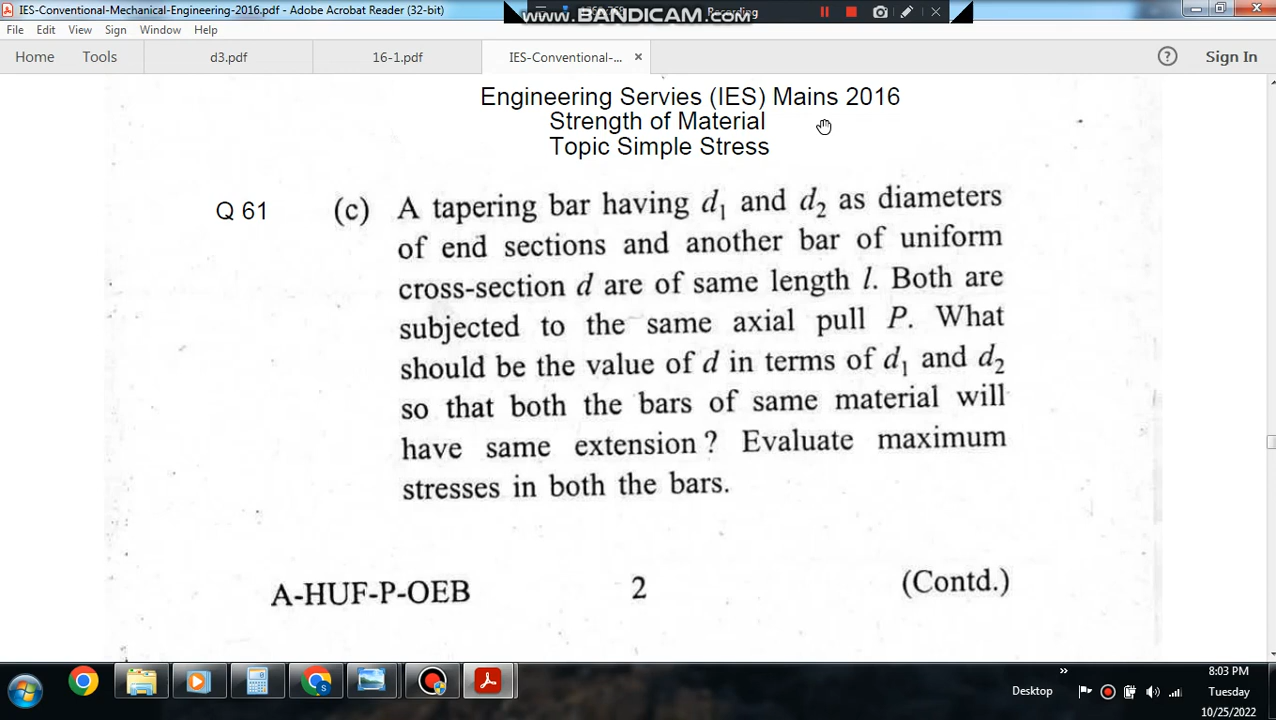 IES-Conventional-Mechanical-Engineering-2016.pdf - Adobe Acrobat Reader (32-bit)
www.BANDICAM.com
Recording
File Edit View Sign Window Help
Home Tools d3.pdf 16-1.pdf IES-Conventional-... × Sign In
Engineering Servies (IES) Mains 2016
Strength of Material
Topic Simple Stress
Q 61 (c) A tapering bar having d₁ and d₂ as diameters
of end sections and another bar of uniform
cross-section d are of same length l. Both are
subjected to the same axial pull P. What
should be the value of d in terms of d₁ and d₂
so that both the bars of same material will
have same extension ? Evaluate maximum
stresses in both the bars.
A-HUF-P-OEB 2 (Contd.)
8:03 PM
Desktop » Tuesday
10/25/2022